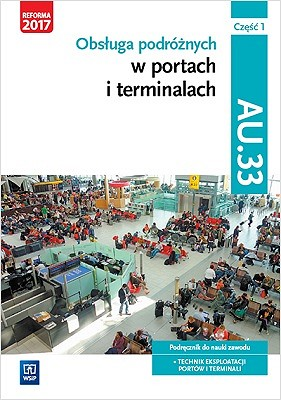 REFORMA
2017
Część 1
Obsługa podróżnych
w portach
i terminalach
AU.33
Podręcznik do nauki zawodu
• TECHNIK EKSPLOATACJI
PORTÓW I TERMINALI
WSiP